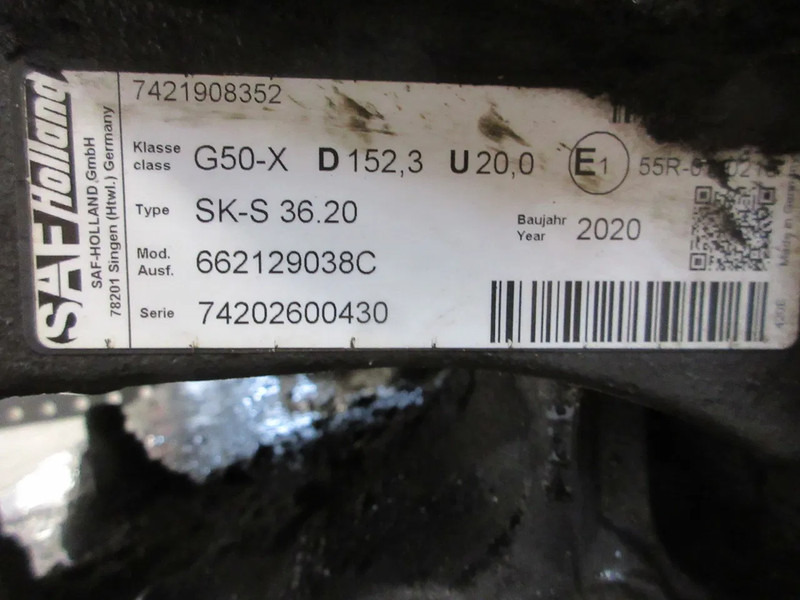 SAF Holland
SAF-HOLLAND GmbH
78201 Singen (Htwl.) Germany
7421908352
Klasse
class
G50-X D 152,3 U 20,0 E1
Type SK-S 36.20
Baujahr
Year
2020
Mod.
Ausf.
662129038C
Serie 74202600430